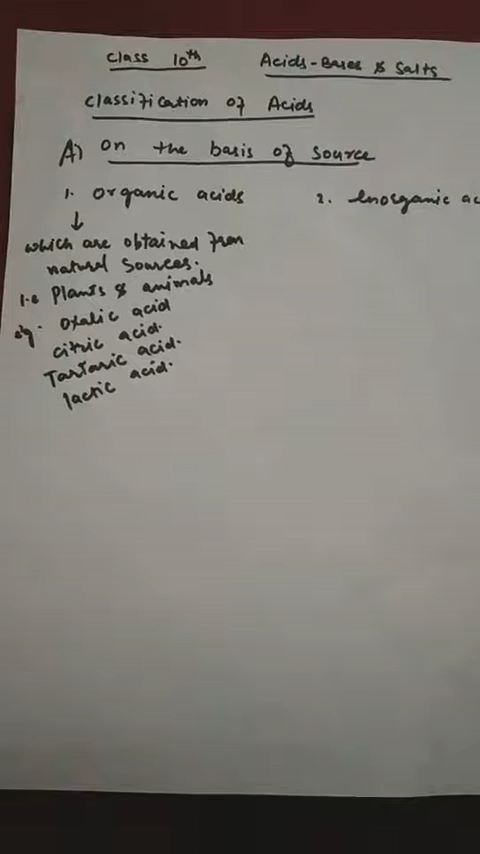 Class 10th Acids-Bases & Salts
Classification of Acids
A) On the basis of source
1. Organic acids 2. Inorganic ac
↓
which are obtained from
natural sources.
i.e Plants & animals
eg. Oxalic acid
citric acid.
Tartaric acid.
lactic acid.